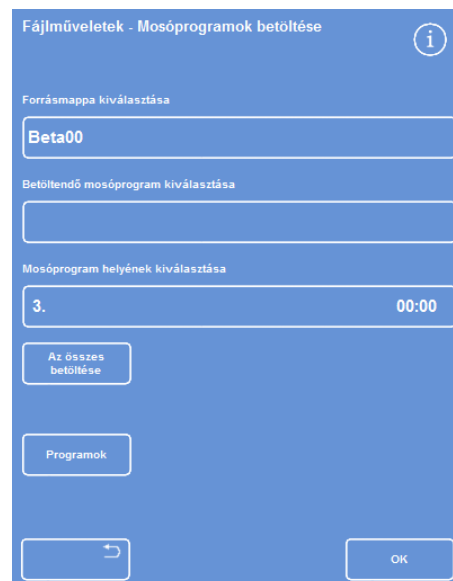 Fájlműveletek - Mosóprogramok betöltése
i
Forrásmappa kiválasztása
Beta00
Betöltendő mosóprogram kiválasztása
Mosóprogram helyének kiválasztása
3. 00:00
Az összes
betöltése
Programok
OK